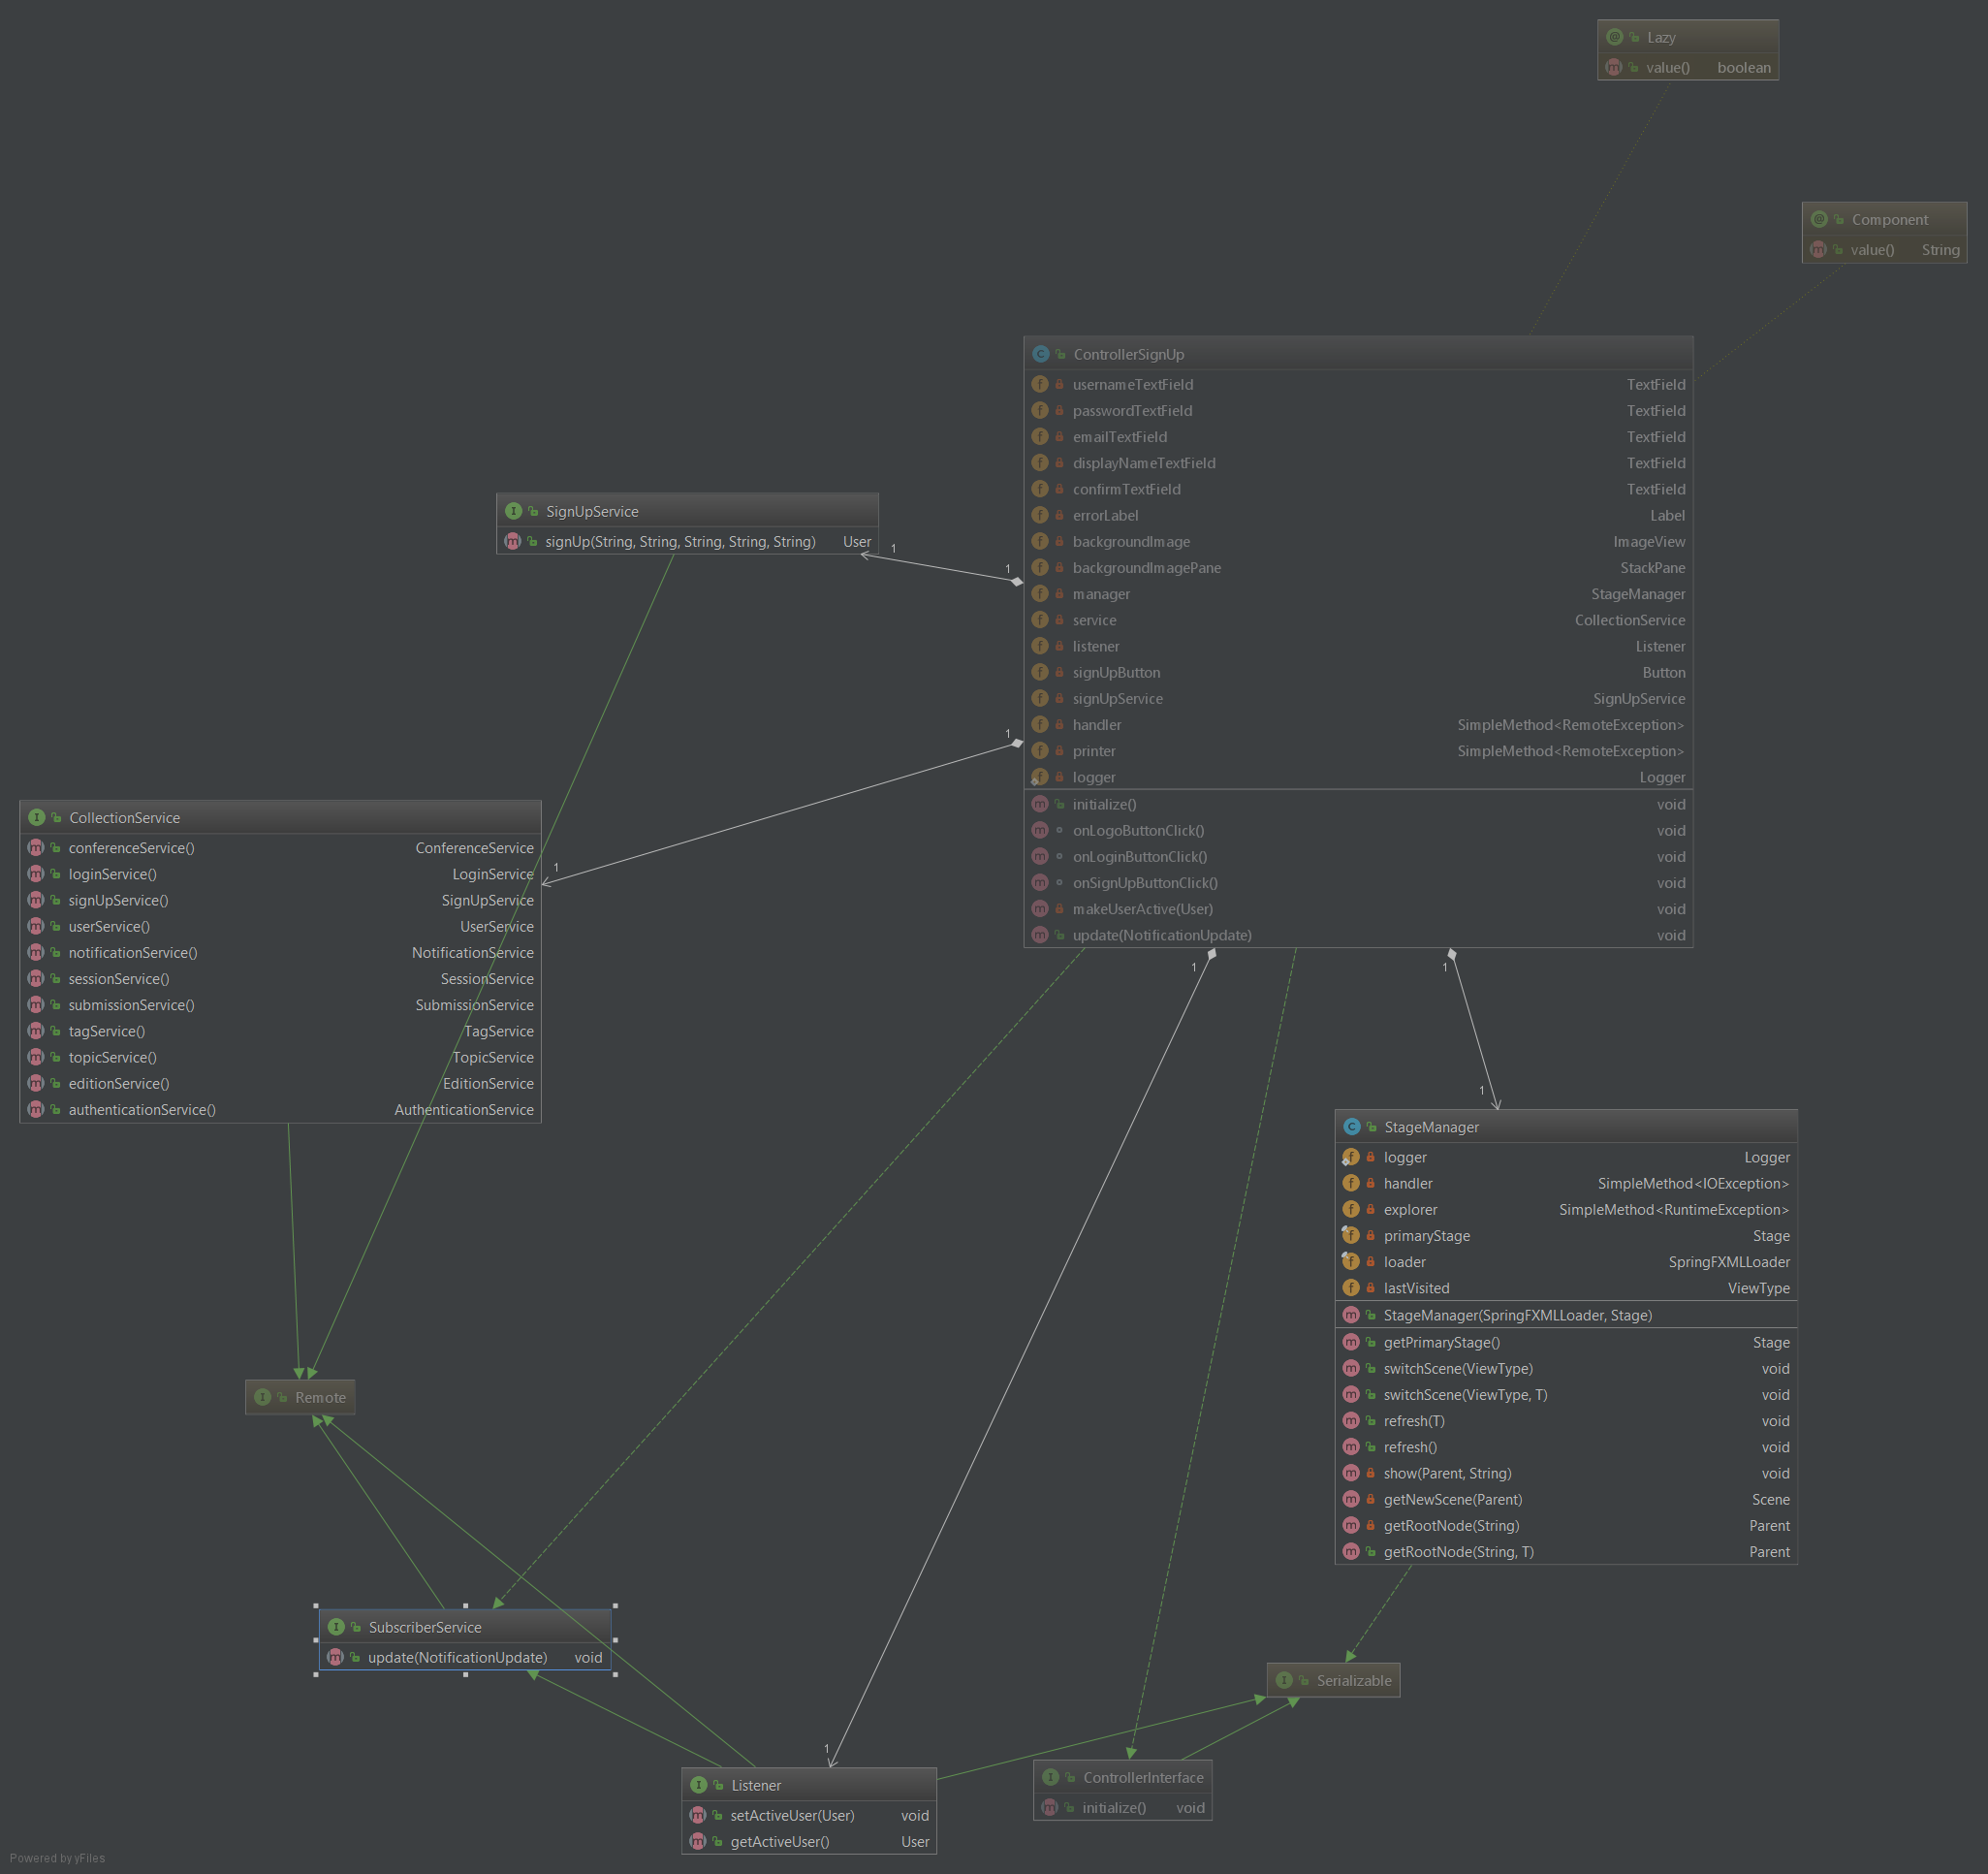 @ Lazy
m value() boolean
@ Component
m value() String
C ControllerSignUp
f usernameTextField TextField
f passwordTextField TextField
f emailTextField TextField
f displayNameTextField TextField
f confirmTextField TextField
f errorLabel Label
f backgroundImage ImageView
f backgroundImagePane StackPane
f manager StageManager
f service CollectionService
f listener Listener
f signUpButton Button
f signUpService SignUpService
f handler SimpleMethod<RemoteException>
f printer SimpleMethod<RemoteException>
f logger Logger
m initialize() void
m onLogoButtonClick() void
m onLoginButtonClick() void
m onSignUpButtonClick() void
m makeUserActive(User) void
m update(NotificationUpdate) void
I SignUpService
m signUp(String, String, String, String, String) User
1
1
1
1
I CollectionService
m conferenceService() ConferenceService
m loginService() LoginService
m signUpService() SignUpService
m userService() UserService
m notificationService() NotificationService
m sessionService() SessionService
m submissionService() SubmissionService
m tagService() TagService
m topicService() TopicService
m editionService() EditionService
m authenticationService() AuthenticationService
1
1
1
C StageManager
f logger Logger
f handler SimpleMethod<IOException>
f explorer SimpleMethod<RuntimeException>
f primaryStage Stage
f loader SpringFXMLLoader
f lastVisited ViewType
m StageManager(SpringFXMLLoader, Stage)
m getPrimaryStage() Stage
m switchScene(ViewType) void
m switchScene(ViewType, T) void
m refresh(T) void
m refresh() void
m show(Parent, String) void
m getNewScene(Parent) Scene
m getRootNode(String) Parent
m getRootNode(String, T) Parent
I Remote
I SubscriberService
m update(NotificationUpdate) void
I Serializable
1
I Listener
m setActiveUser(User) void
m getActiveUser() User
I ControllerInterface
m initialize() void
Powered by yFiles